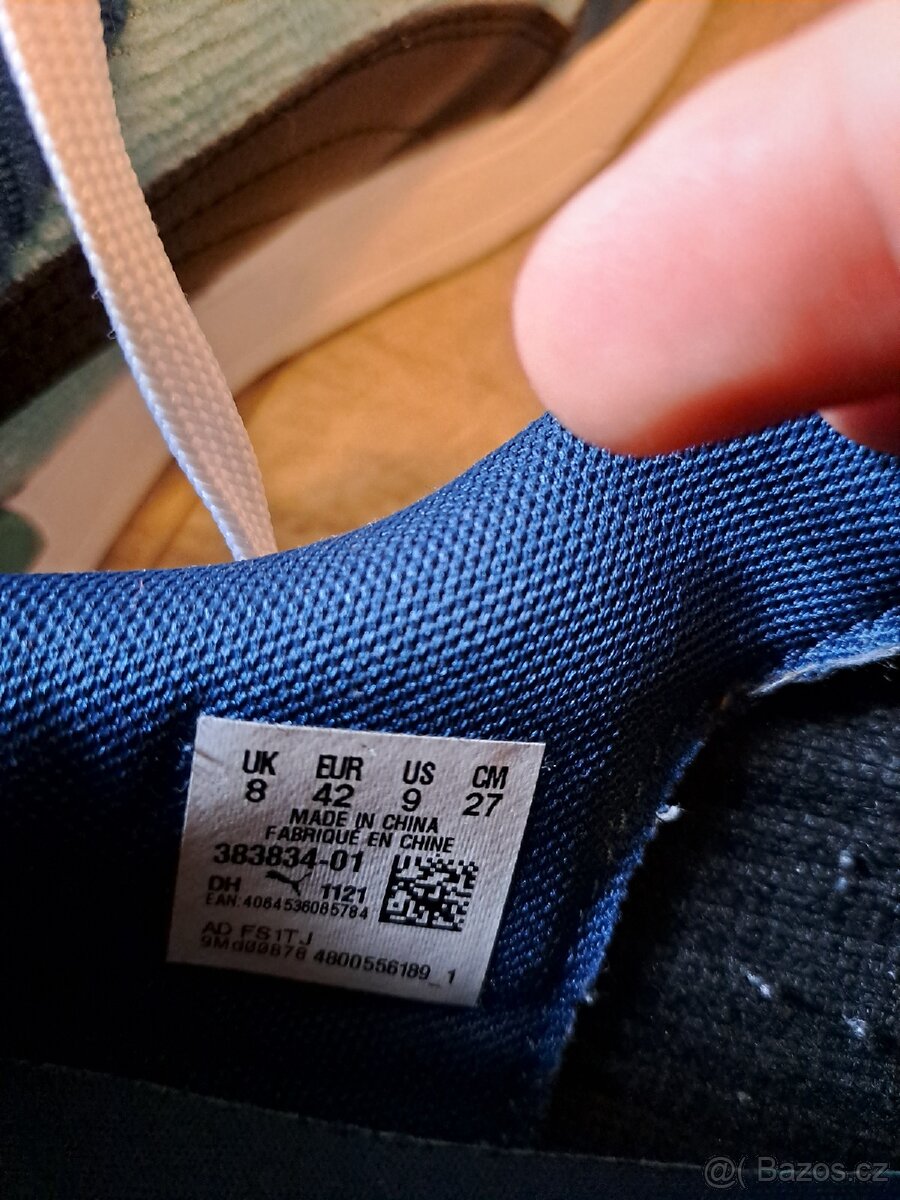 UK EUR US CM
8 42 9 27
MADE IN CHINA
FABRIQUÉ EN CHINE
383834-01
DH 1121
EAN:4064536085784
AD FS1TJ
9Md00878 4800556189_1
@( Bazos.cz